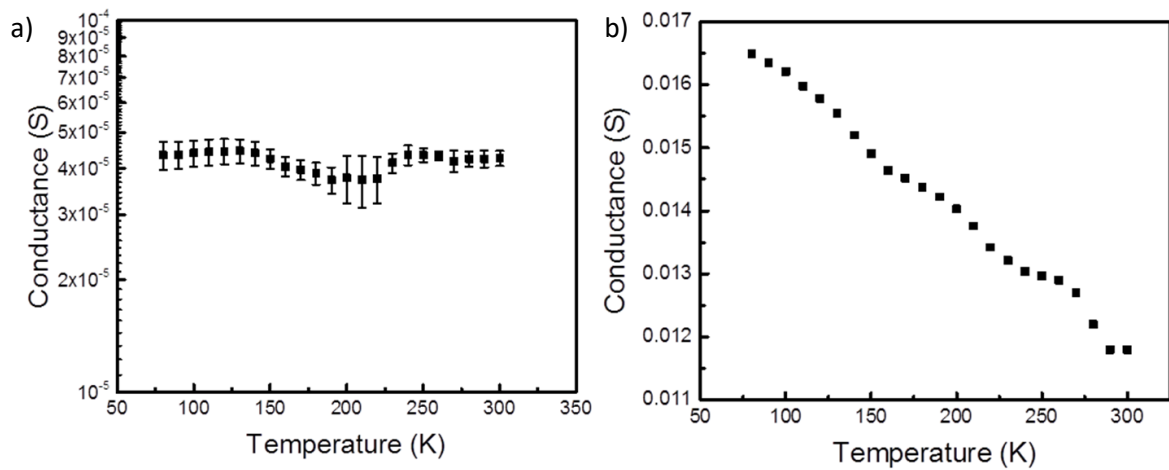 a)
Conductance (S)
10⁻⁴
9x10⁻⁵
8x10⁻⁵
7x10⁻⁵
6x10⁻⁵
5x10⁻⁵
4x10⁻⁵
3x10⁻⁵
2x10⁻⁵
10⁻⁵
50 100 150 200 250 300 350
Temperature (K)
b)
Conductance (S)
0.017
0.016
0.015
0.014
0.013
0.012
0.011
50 100 150 200 250 300
Temperature (K)